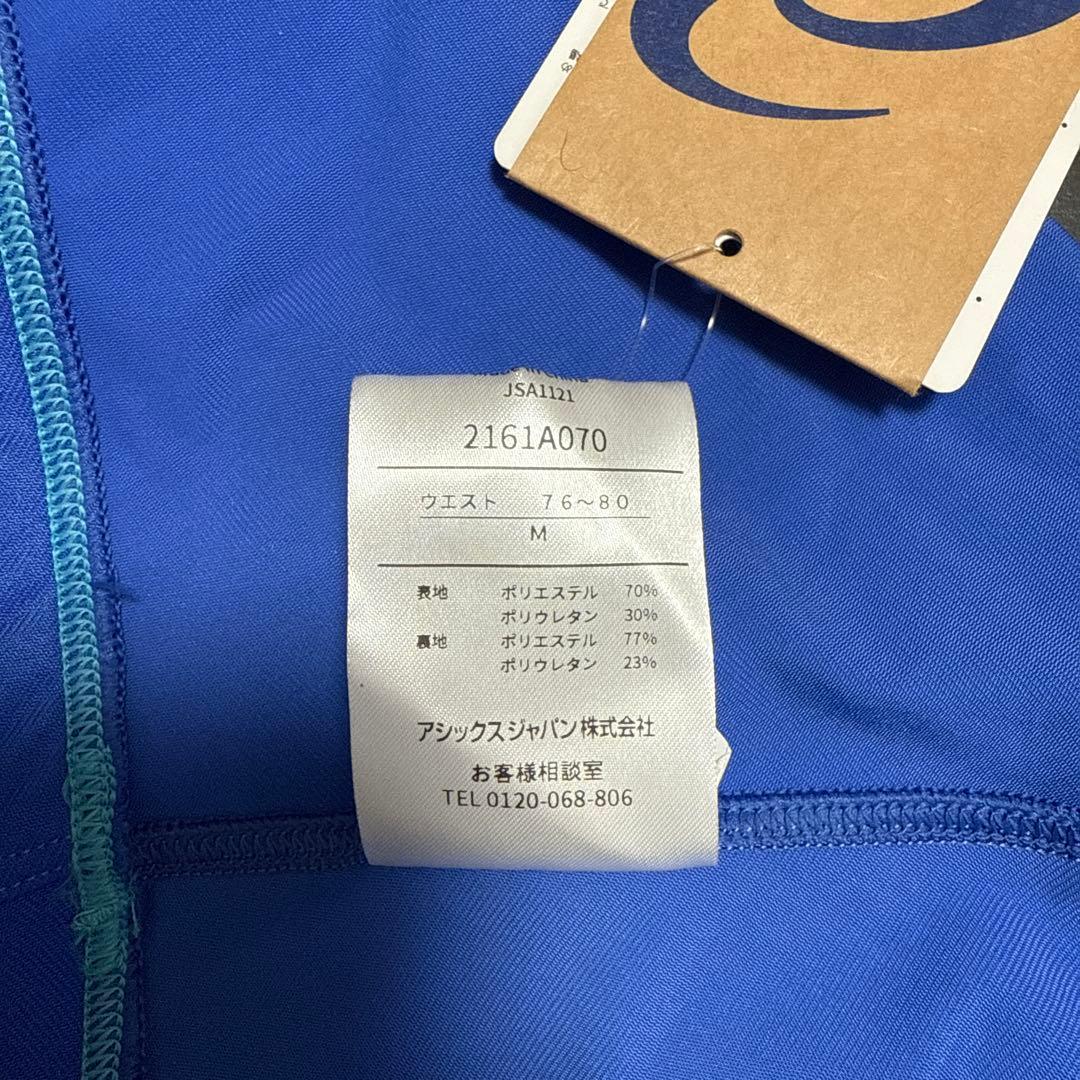 JSA1121
2161A070
ウエスト 76～80
M
表地 ポリエステル 70%
ポリウレタン 30%
裏地 ポリエステル 77%
ポリウレタン 23%
アシックスジャパン株式会社
お客様相談室
TEL 0120-068-806